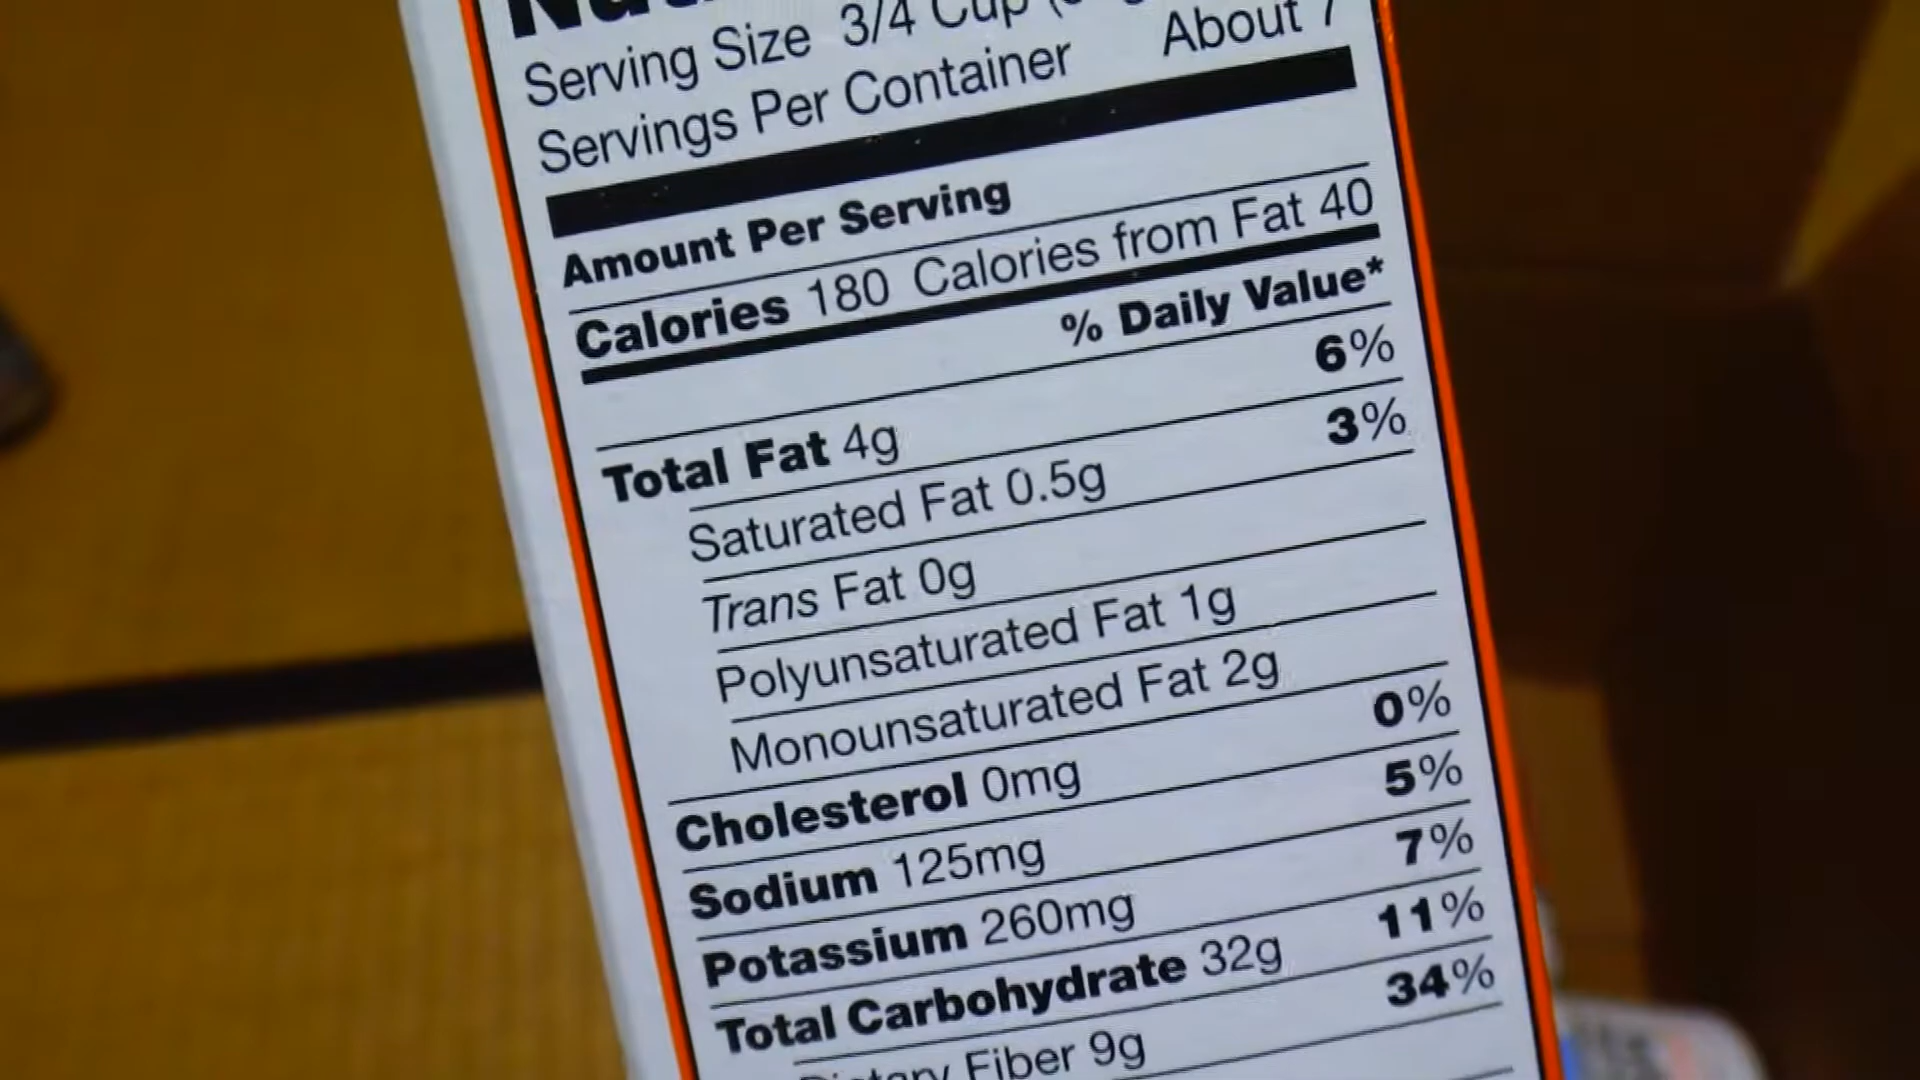 Serving Size 3/4 Cup
Servings Per Container About 7
Amount Per Serving
Calories 180 Calories from Fat 40
% Daily Value*
Total Fat 4g 6%
Saturated Fat 0.5g 3%
Trans Fat 0g
Polyunsaturated Fat 1g
Monounsaturated Fat 2g
Cholesterol 0mg 0%
Sodium 125mg 5%
Potassium 260mg 7%
Total Carbohydrate 32g 11%
Dietary Fiber 9g 34%